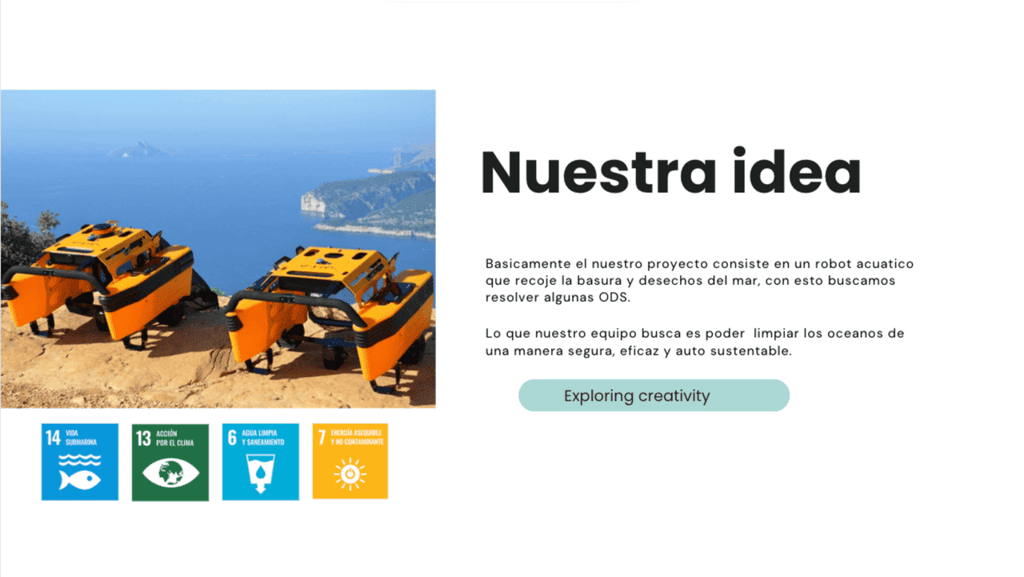 Nuestra idea
Basicamente el nuestro proyecto consiste en un robot acuatico
que recoje la basura y desechos del mar, con esto buscamos
resolver algunas ODS.
Lo que nuestro equipo busca es poder  limpiar los oceanos de
una manera segura, eficaz y auto sustentable.
Exploring creativity
14 VIDA
SUBMARINA
13 ACCIÓN
POR EL CLIMA
6 AGUA LIMPIA
Y SANEAMIENTO
7 ENERGÍA ASEQUIBLE
Y NO CONTAMINANTE